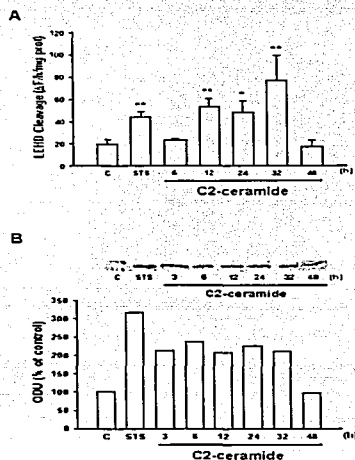 A
LEHD Cleavage (ΔF/h/mg prot)
120
100
80
60
40
20
0
** ** * **
C STS 6 12 24 32 48 (h)
C2-ceramide
B
C STS 3 6 12 24 32 48 (h)
C2-ceramide
ODU (% of control)
350
300
250
200
150
100
50
0
C STS 3 6 12 24 32 48 (h)
C2-ceramide